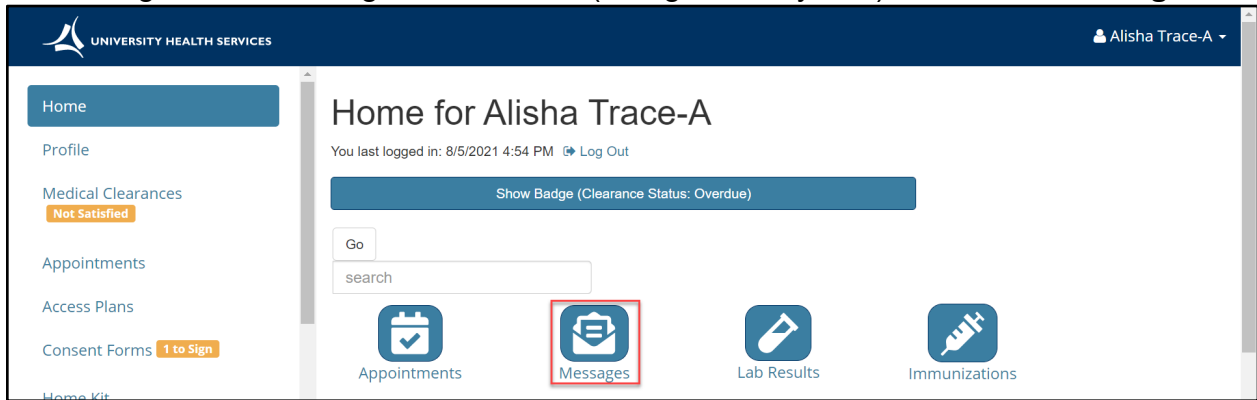 UNIVERSITY HEALTH SERVICES
Alisha Trace-A
Home
Profile
Medical Clearances
Not Satisfied
Appointments
Access Plans
Consent Forms 1 to Sign
Home Kit
Home for Alisha Trace-A
You last logged in: 8/5/2021 4:54 PM Log Out
Show Badge (Clearance Status: Overdue)
Go
search
Appointments
Messages
Lab Results
Immunizations